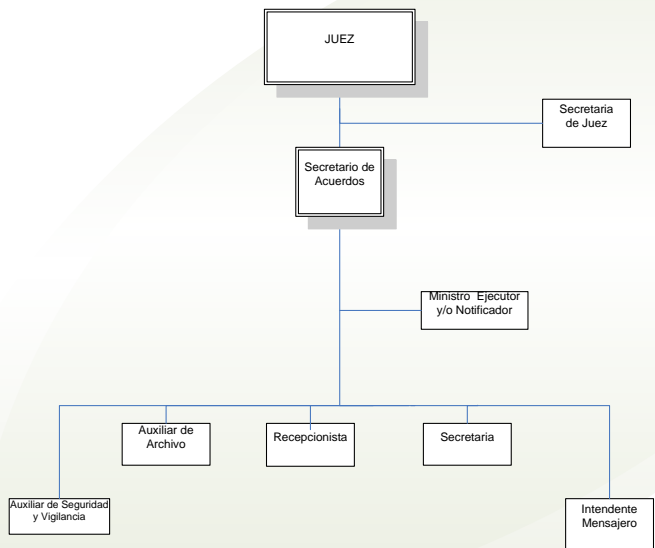 JUEZ
Secretaria
de Juez
Secretario de
Acuerdos
Ministro Ejecutor
y/o Notificador
Auxiliar de
Archivo
Recepcionista
Secretaria
Auxiliar de Seguridad
y Vigilancia
Intendente
Mensajero